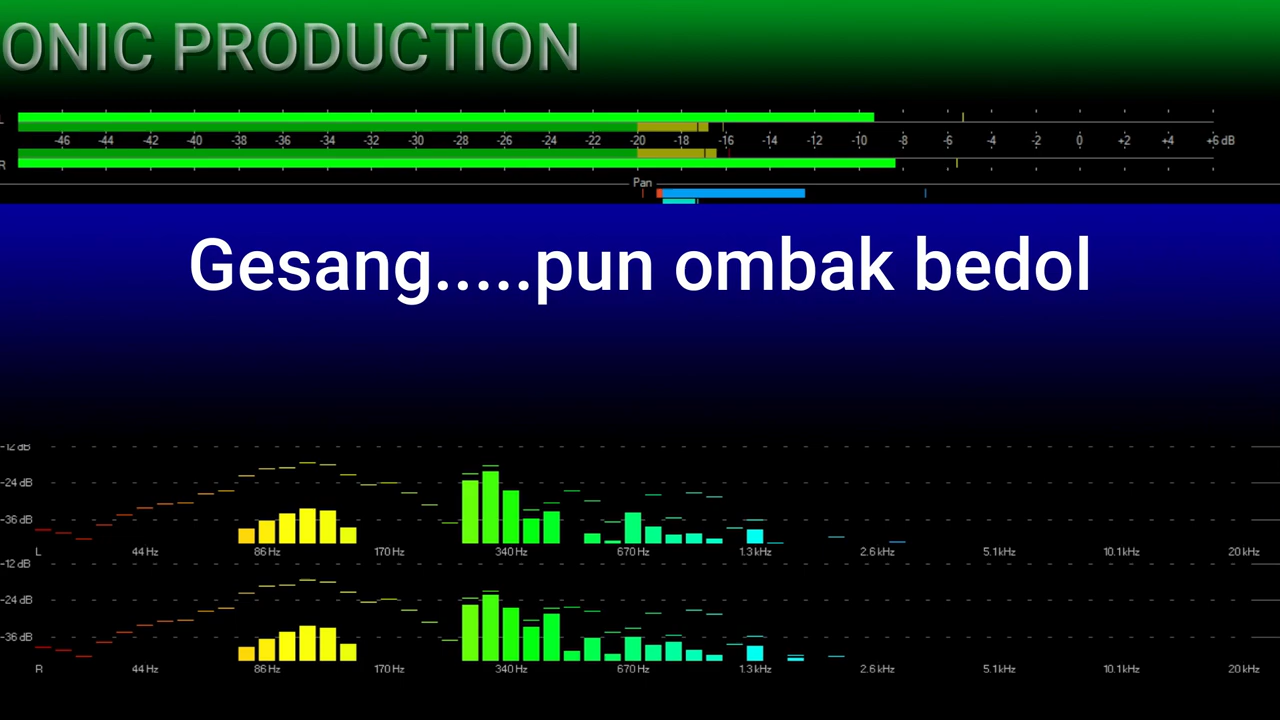 ONIC PRODUCTION
L
-46 -44 -42 -40 -38 -36 -34 -32 -30 -28 -26 -24 -22 -20 -18 -16 -14 -12 -10 -8 -6 -4 -2 0 +2 +4 +6 dB
R
Pan
Gesang.....pun ombak bedol
-12 dB
-24 dB
-36 dB
L 44 Hz 86 Hz 170 Hz 340 Hz 670 Hz 1.3 kHz 2.6 kHz 5.1 kHz 10.1 kHz 20 kHz
-12 dB
-24 dB
-36 dB
R 44 Hz 86 Hz 170 Hz 340 Hz 670 Hz 1.3 kHz 2.6 kHz 5.1 kHz 10.1 kHz 20 kHz